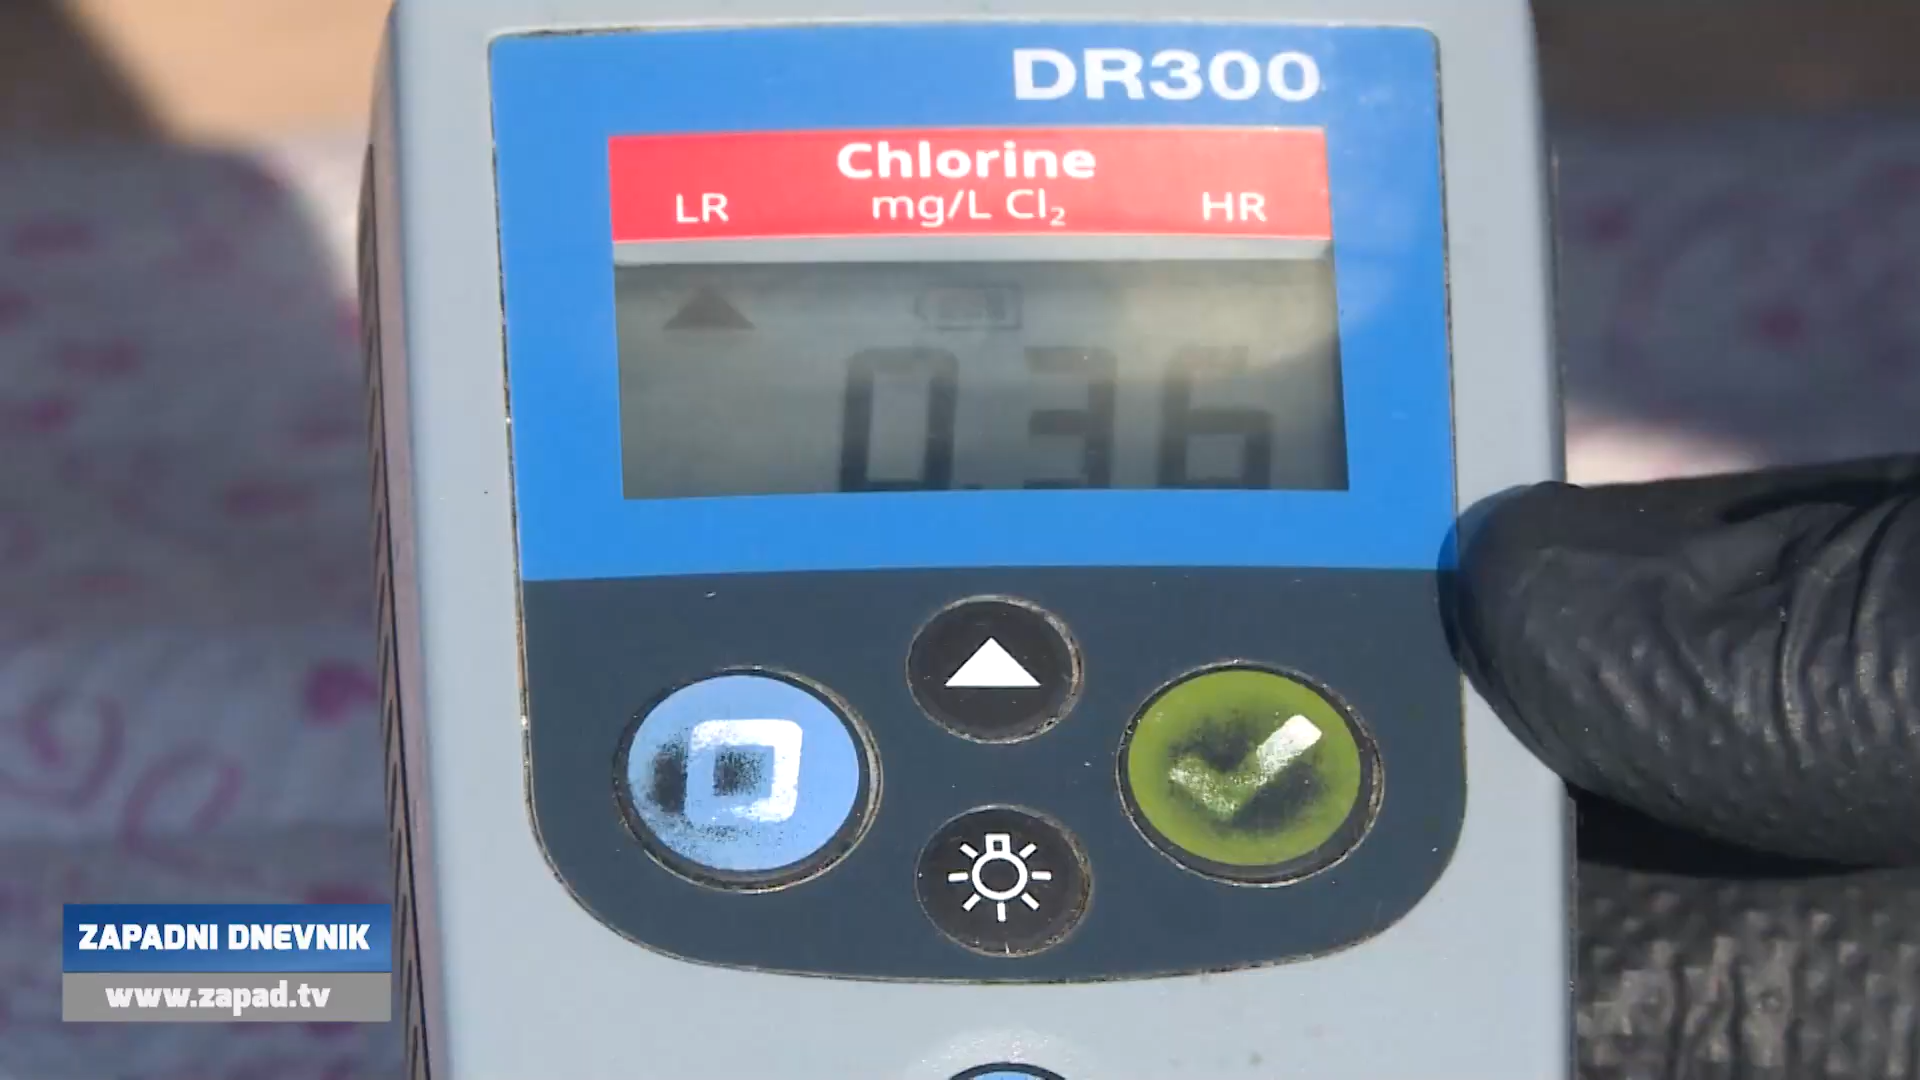 DR300
Chlorine
LR mg/L Cl₂ HR
0.36
ZAPADNI DNEVNIK
www.zapad.tv